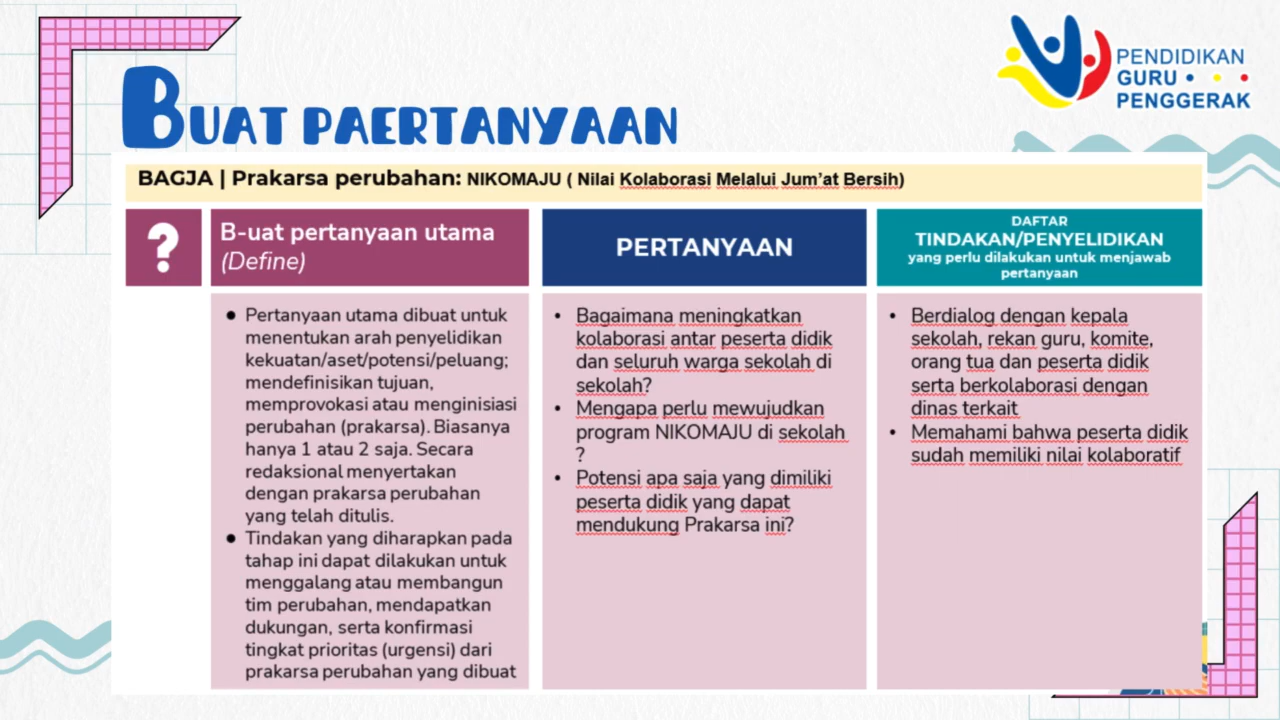 PENDIDIKAN
GURU
PENGGERAK
BUAT PAERTANYAAN
BAGJA | Prakarsa perubahan: NIKOMAJU ( Nilai Kolaborasi Melalui Jum’at Bersih)
?
B-uat pertanyaan utama
(Define)
PERTANYAAN
DAFTAR
TINDAKAN/PENYELIDIKAN
yang perlu dilakukan untuk menjawab
pertanyaan
● Pertanyaan utama dibuat untuk
menentukan arah penyelidikan
kekuatan/aset/potensi/peluang;
mendefinisikan tujuan,
memprovokasi atau menginisiasi
perubahan (prakarsa). Biasanya
hanya 1 atau 2 saja. Secara
redaksional menyertakan
dengan prakarsa perubahan
yang telah ditulis.
● Tindakan yang diharapkan pada
tahap ini dapat dilakukan untuk
menggalang atau membangun
tim perubahan, mendapatkan
dukungan, serta konfirmasi
tingkat prioritas (urgensi) dari
prakarsa perubahan yang dibuat
• Bagaimana meningkatkan
kolaborasi antar peserta didik
dan seluruh warga sekolah di
sekolah?
• Mengapa perlu mewujudkan
program NIKOMAJU di sekolah
?
• Potensi apa saja yang dimiliki
peserta didik yang dapat
mendukung Prakarsa ini?
• Berdialog dengan kepala
sekolah, rekan guru, komite,
orang tua dan peserta didik
serta berkolaborasi dengan
dinas terkait
• Memahami bahwa peserta didik
sudah memiliki nilai kolaboratif